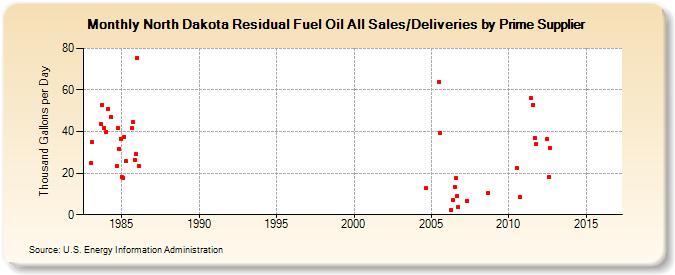 Monthly North Dakota Residual Fuel Oil All Sales/Deliveries by Prime Supplier
Thousand Gallons per Day
80
60
40
20
0
1985 1990 1995 2000 2005 2010 2015
Source: U.S. Energy Information Administration